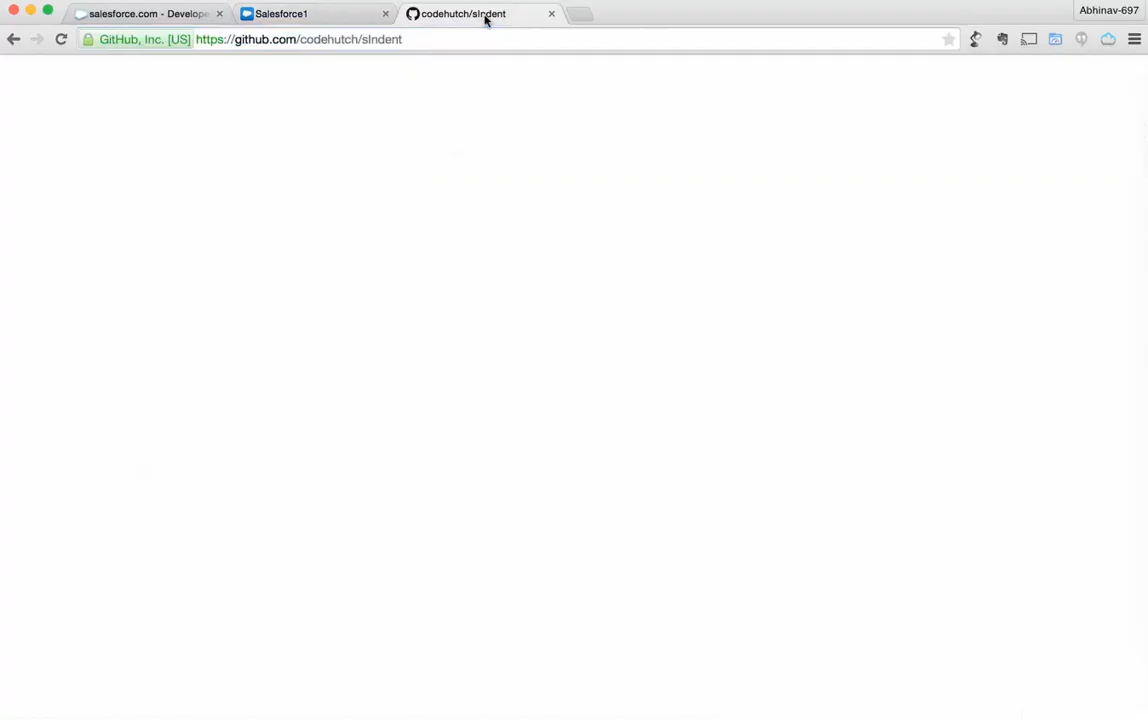 salesforce.com - Develope
Salesforce1
codehutch/sIndent
Abhinav-697
GitHub, Inc. [US]
https://github.com/codehutch/sIndent